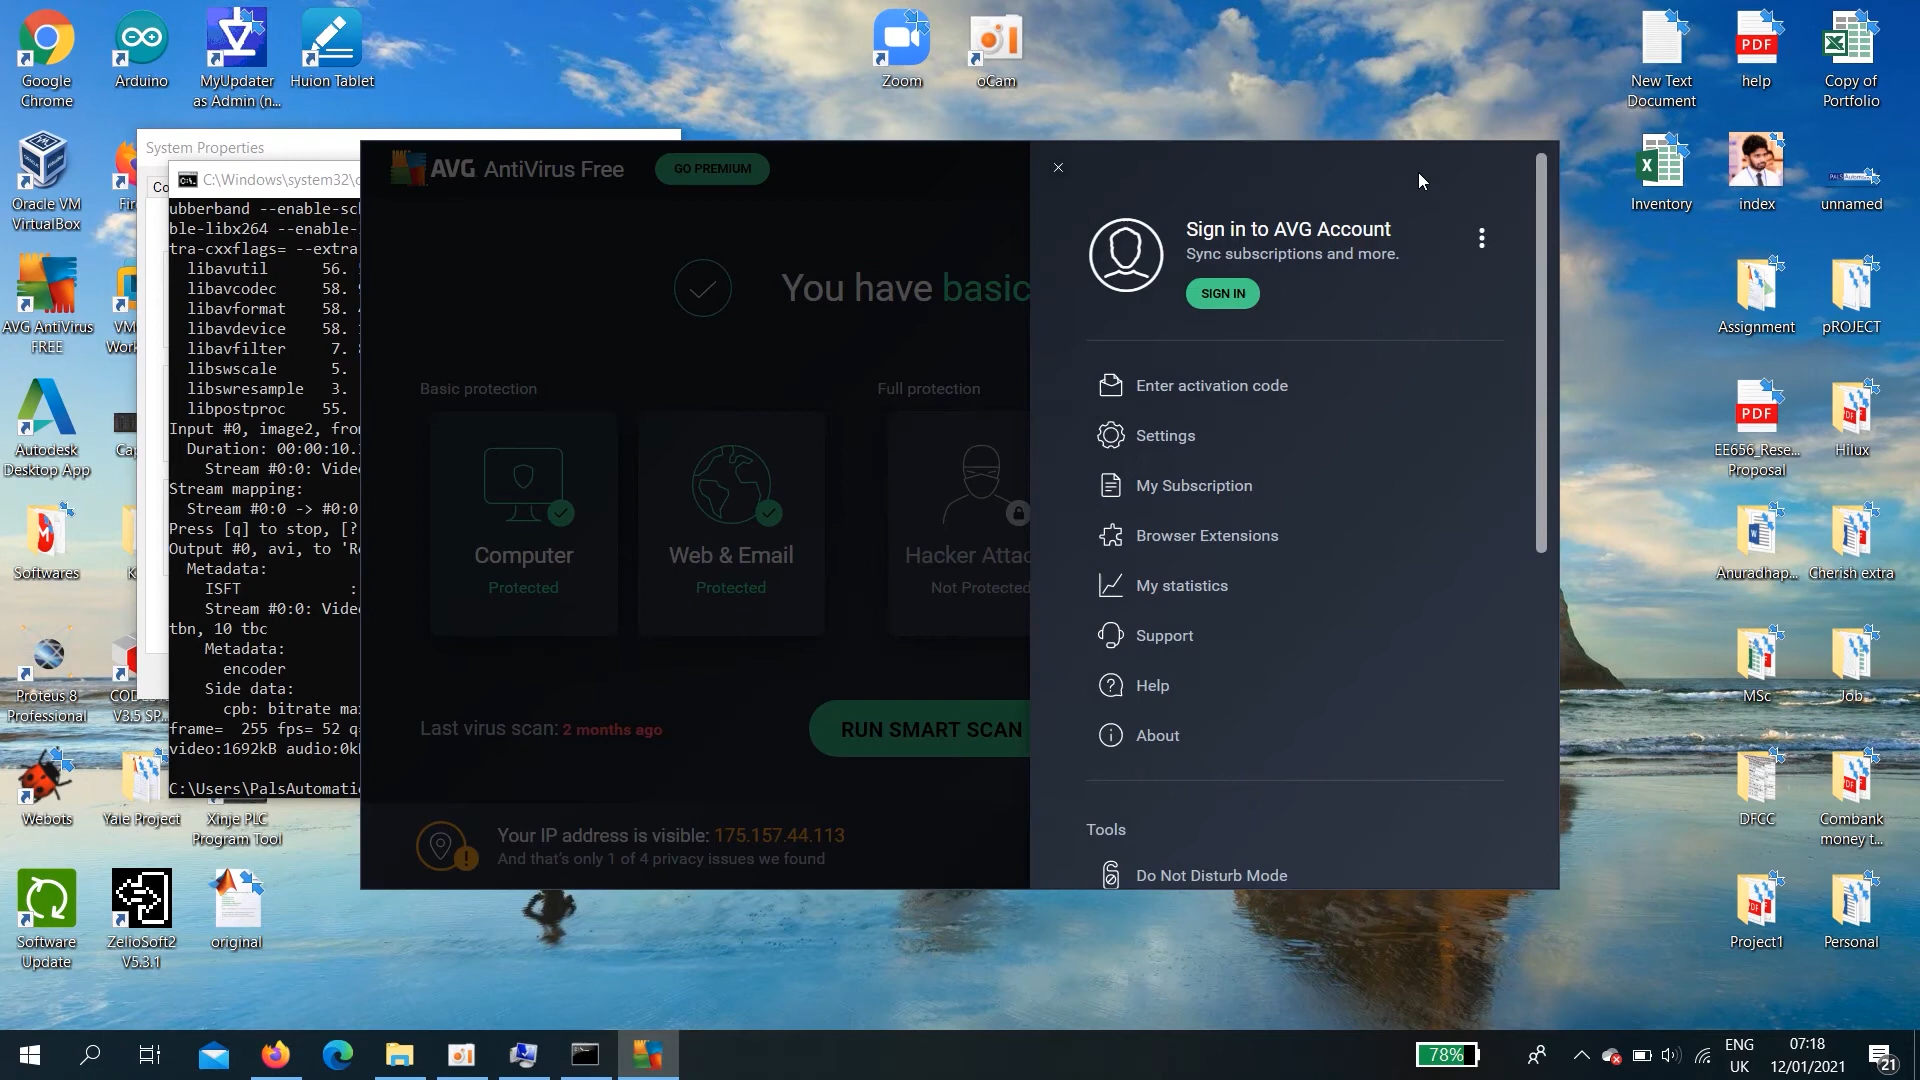 Google
Chrome
Arduino
MyUpdater
as Admin (n...
Huion Tablet
Zoom
oCam
New Text
Document
PDF
help
Copy of
Portfolio
Oracle VM
VirtualBox
Inventory
index
unnamed
System Properties
C:\Windows\system32\c
ubberband --enable-sc
ble-libx264 --enable-
tra-cxxflags= --extra
libavutil 56.
libavcodec 58.
libavformat 58.
libavdevice 58.
libavfilter 7.
libswscale 5.
libswresample 3.
libpostproc 55.
Input #0, image2, fro
Duration: 00:00:10.
Stream #0:0: Vide
Stream mapping:
Stream #0:0 -> #0:0
Press [q] to stop, [?
Output #0, avi, to 'Re
Metadata:
ISFT :
Stream #0:0: Vide
tbn, 10 tbc
Metadata:
encoder
Side data:
cpb: bitrate ma
frame= 255 fps= 52 q
video:1692kB audio:0k
C:\Users\PalsAutomati
AVG AntiVirus Free
GO PREMIUM
You have basic
Basic protection
Full protection
Computer
Protected
Web & Email
Protected
Hacker Attac
Not Protected
Last virus scan: 2 months ago
RUN SMART SCAN
Your IP address is visible: 175.157.44.113
And that's only 1 of 4 privacy issues we found
Sign in to AVG Account
Sync subscriptions and more.
SIGN IN
Enter activation code
Settings
My Subscription
Browser Extensions
My statistics
Support
Help
About
Tools
Do Not Disturb Mode
AVG AntiVirus
FREE
Autodesk
Desktop App
Softwares
Proteus 8
Professional
V3.5 SP...
Webots
Yale Project
Xinje PLC
Program Tool
Software
Update
ZelioSoft2
V5.3.1
original
Assignment
pROJECT
PDF
EE656_Rese...
Proposal
Hilux
Anuradhap...
Cherish extra
MSc
Job
DFCC
Combank
money t...
Project1
Personal
78%
ENG
UK
07:18
12/01/2021
21